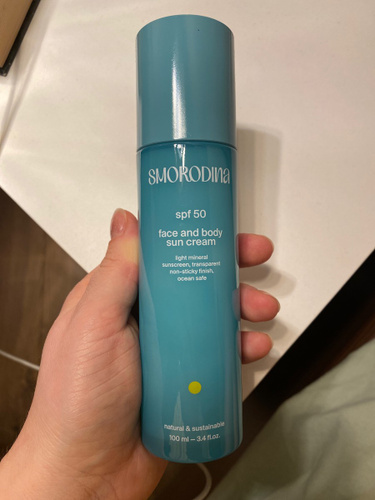 SMORODINA
spf 50
face and body
sun cream
light mineral
sunscreen, transparent
non-sticky finish,
ocean safe
natural & sustainable
100 ml – 3.4 fl.oz.